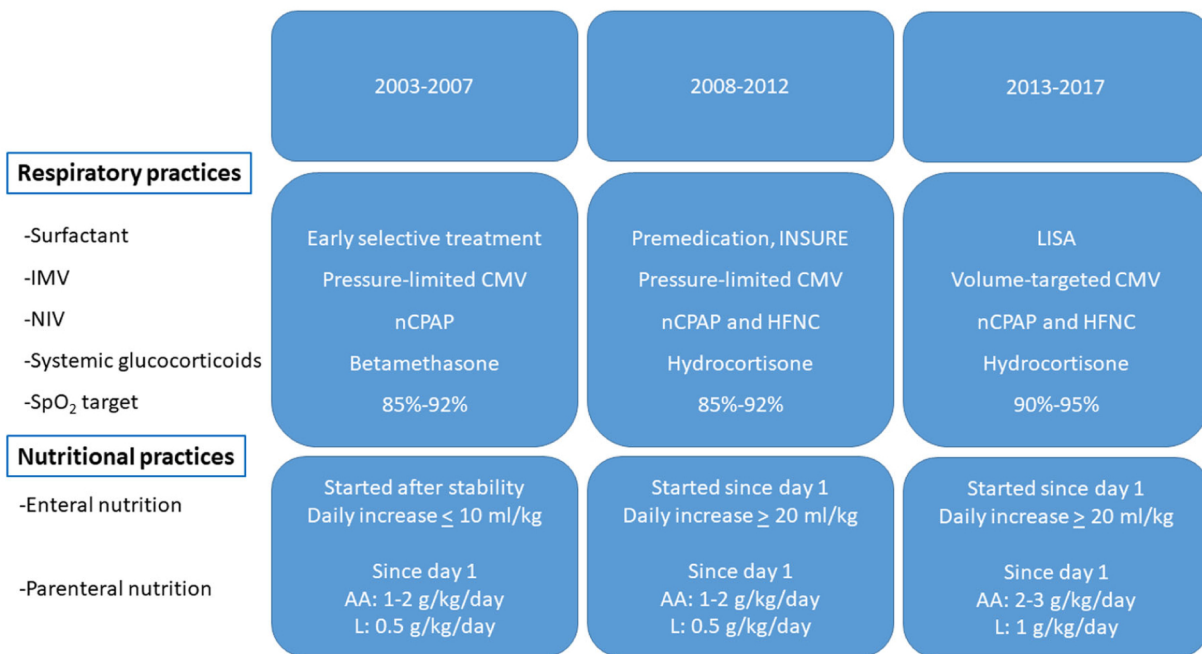 2003-2007 2008-2012 2013-2017
Respiratory practices
-Surfactant Early selective treatment Premedication, INSURE LISA
-IMV Pressure-limited CMV Pressure-limited CMV Volume-targeted CMV
-NIV nCPAP nCPAP and HFNC nCPAP and HFNC
-Systemic glucocorticoids Betamethasone Hydrocortisone Hydrocortisone
-SpO₂ target 85%-92% 85%-92% 90%-95%
Nutritional practices
-Enteral nutrition Started after stability Started since day 1 Started since day 1
Daily increase ≤ 10 ml/kg Daily increase ≥ 20 ml/kg Daily increase ≥ 20 ml/kg
-Parenteral nutrition Since day 1 Since day 1 Since day 1
AA: 1-2 g/kg/day AA: 1-2 g/kg/day AA: 2-3 g/kg/day
L: 0.5 g/kg/day L: 0.5 g/kg/day L: 1 g/kg/day